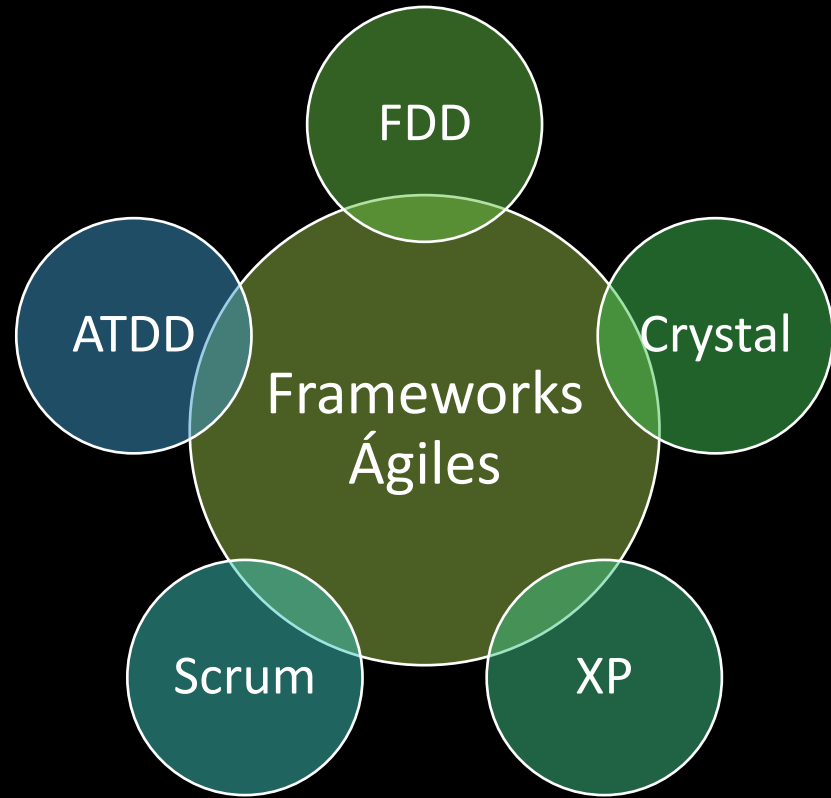 FDD
ATDD
Crystal
Frameworks
Ágiles
Scrum
XP